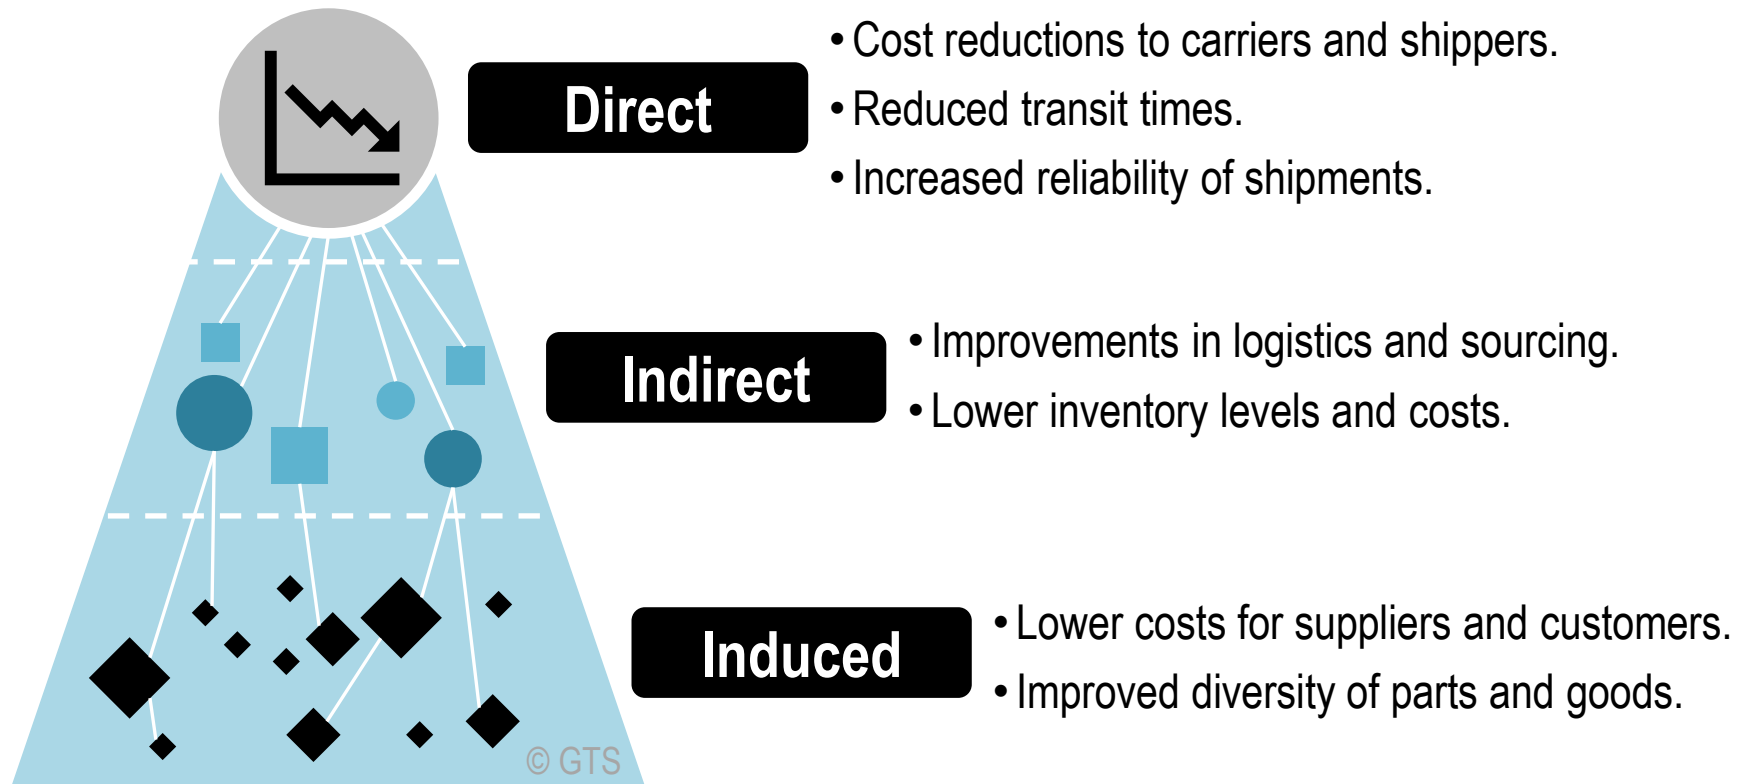 Direct
• Cost reductions to carriers and shippers.
• Reduced transit times.
• Increased reliability of shipments.
Indirect
• Improvements in logistics and sourcing.
• Lower inventory levels and costs.
Induced
• Lower costs for suppliers and customers.
• Improved diversity of parts and goods.
© GTS